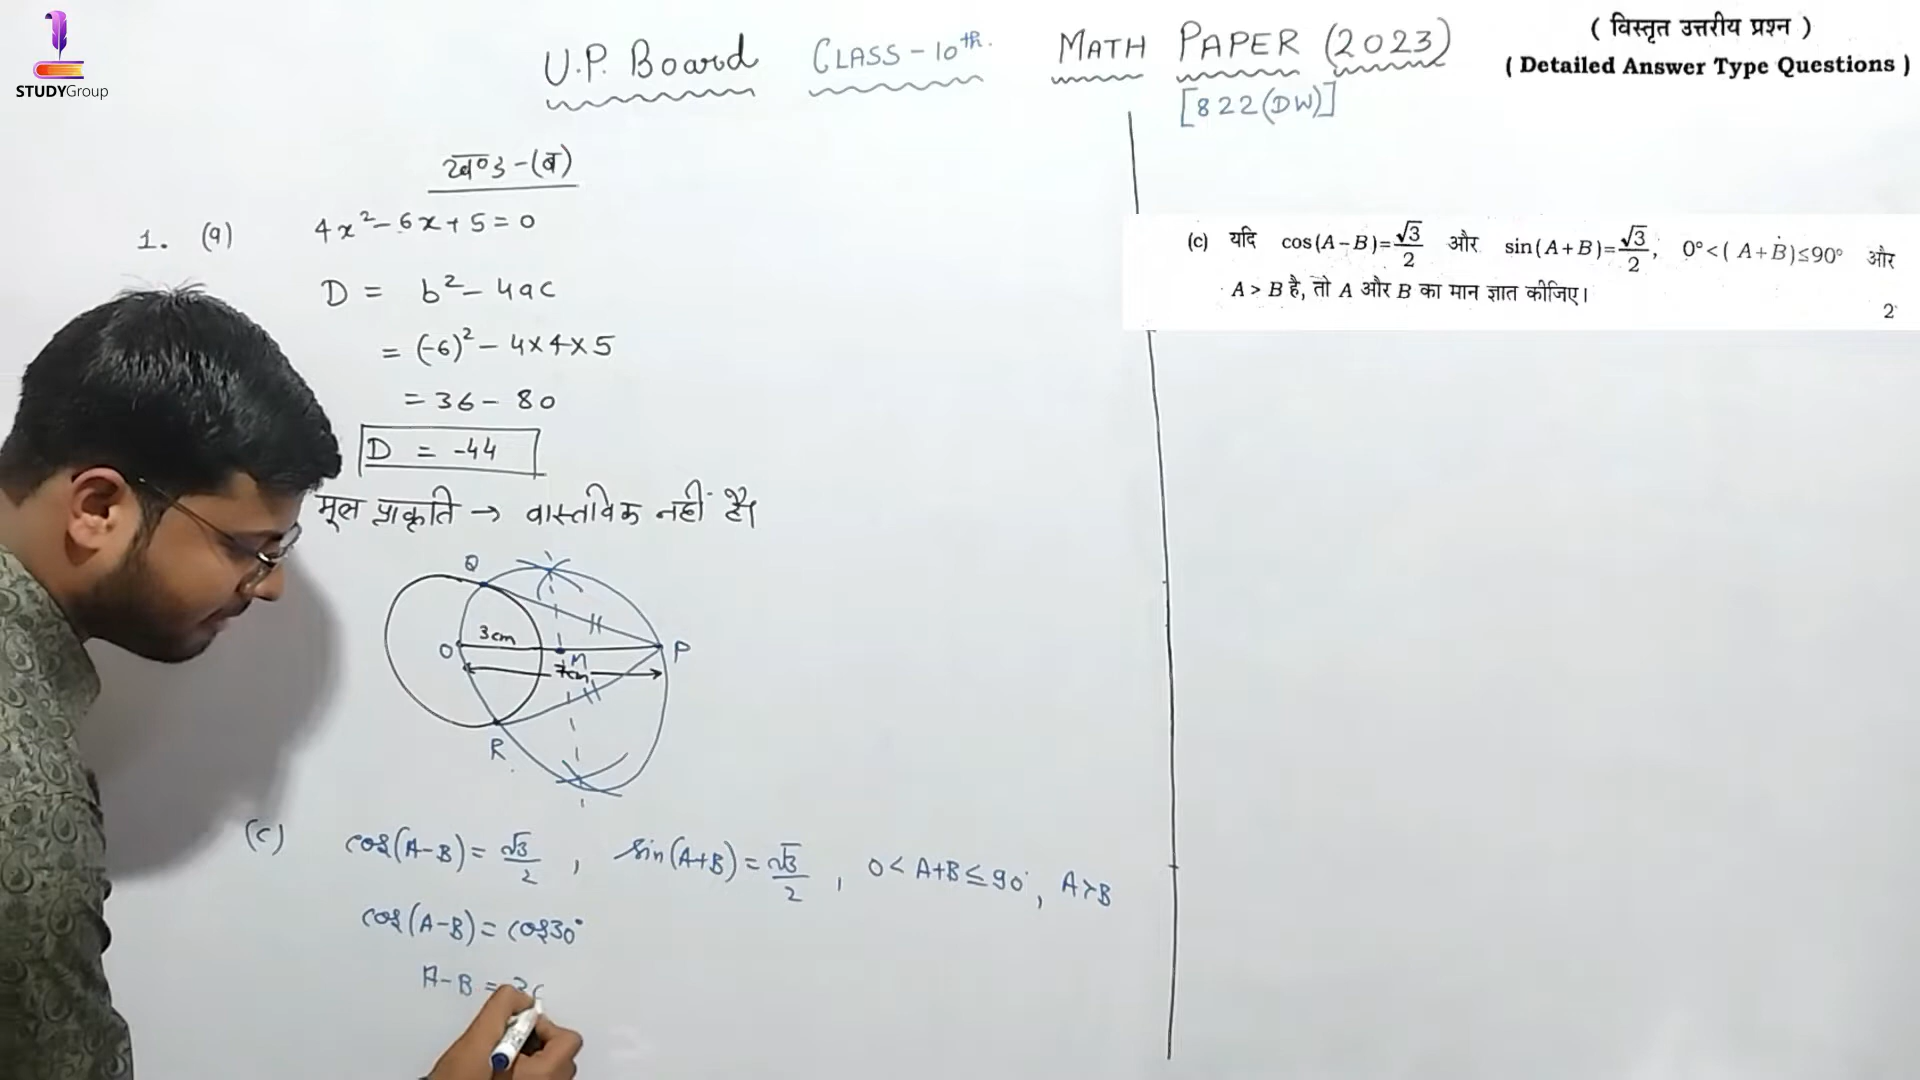 STUDYGroup
U.P. Board CLASS-10th. MATH PAPER (2023)
[822(DW)]
( विस्तृत उत्तरीय प्रश्न )
( Detailed Answer Type Questions )
खण्ड-(ब)
1. (a) 4x²-6x+5=0
D = b²-4ac
= (-6)²-4×4×5
= 36-80
D = -44
मूल प्राकृति → वास्तविक नहीं है।
Q
3cm
O M P
7cm
R
(c) cos(A-B)=√3/2 , sin(A+B)=√3/2 , 0<A+B≤90°, A>B
cos(A-B)=cos30°
A-B = 30
(c) यदि cos(A-B)=√3/2 और sin(A+B)=√3/2, 0°<( A+B)≤90° और
A > B है, तो A और B का मान ज्ञात कीजिए। 2